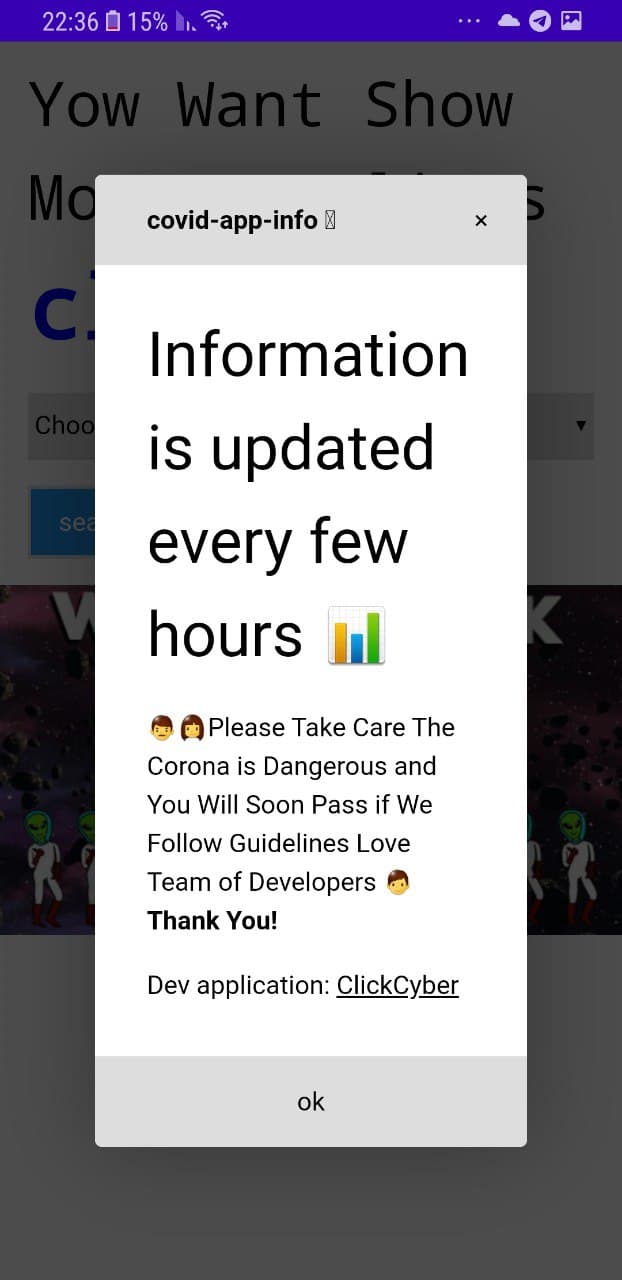 22:36 15%
Yow Want Show
covid-app-info
×
Information
is updated
every few
hours 📊
👨👩Please Take Care The
Corona is Dangerous and
You Will Soon Pass if We
Follow Guidelines Love
Team of Developers 👨
Thank You!
Dev application: ClickCyber
ok